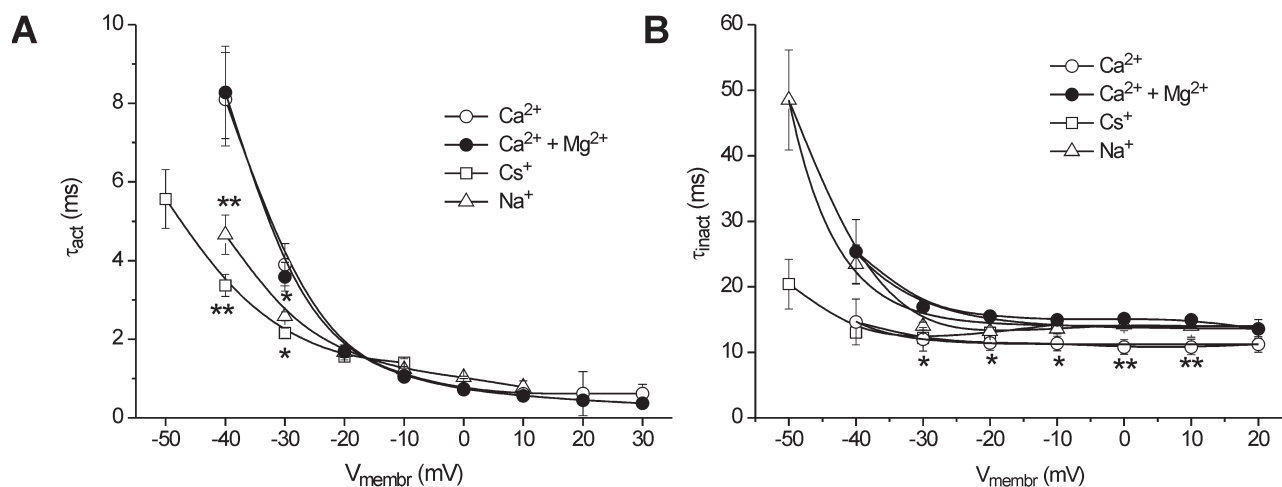 A
10
8
6
4
2
0
τact (ms)
-50 -40 -30 -20 -10 0 10 20 30
Vmembr (mV)
Ca2+
Ca2+ + Mg2+
Cs+
Na+
**
**
*
*
B
60
50
40
30
20
10
0
τinact (ms)
-50 -40 -30 -20 -10 0 10 20
Vmembr (mV)
Ca2+
Ca2+ + Mg2+
Cs+
Na+
* * * ** **